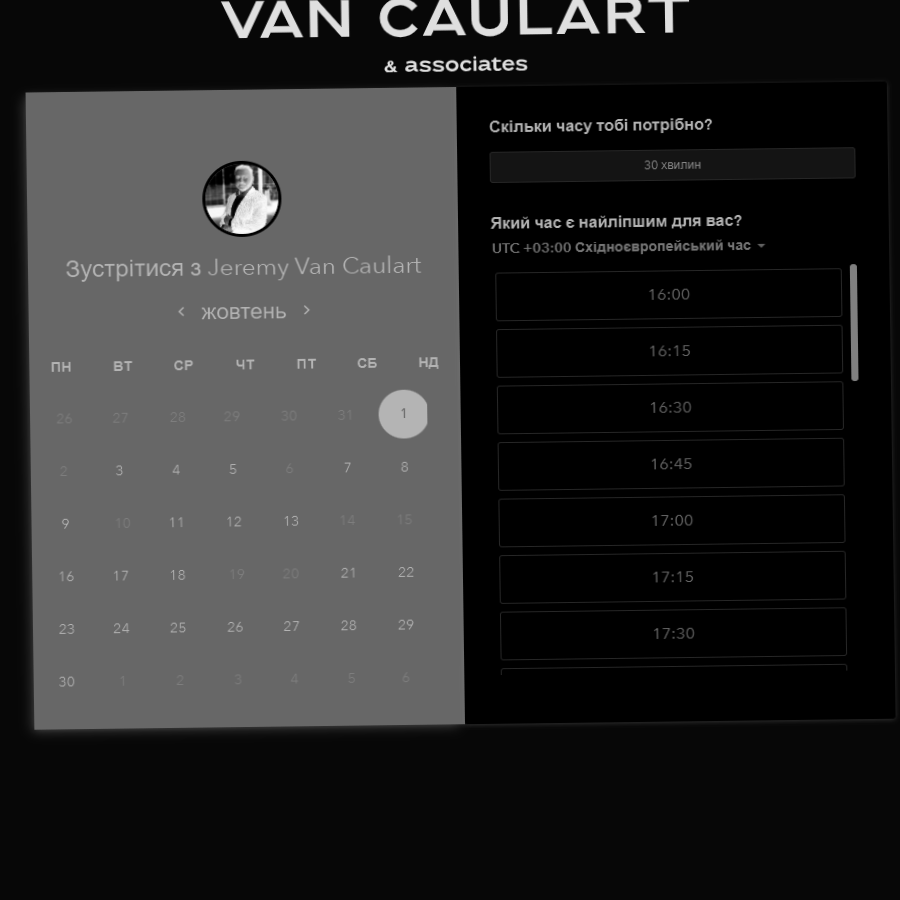 VAN CAULART
& associates
Зустрітися з Jeremy Van Caulart
жовтень
ПН ВТ СР ЧТ ПТ СБ НД
26 27 28 29 30 31 1
2 3 4 5 6 7 8
9 10 11 12 13 14 15
16 17 18 19 20 21 22
23 24 25 26 27 28 29
30 1 2 3 4 5 6
Скільки часу тобі потрібно?
30 хвилин
Який час є найліпшим для вас?
UTC +03:00 Східноєвропейський час
16:00
16:15
16:30
16:45
17:00
17:15
17:30